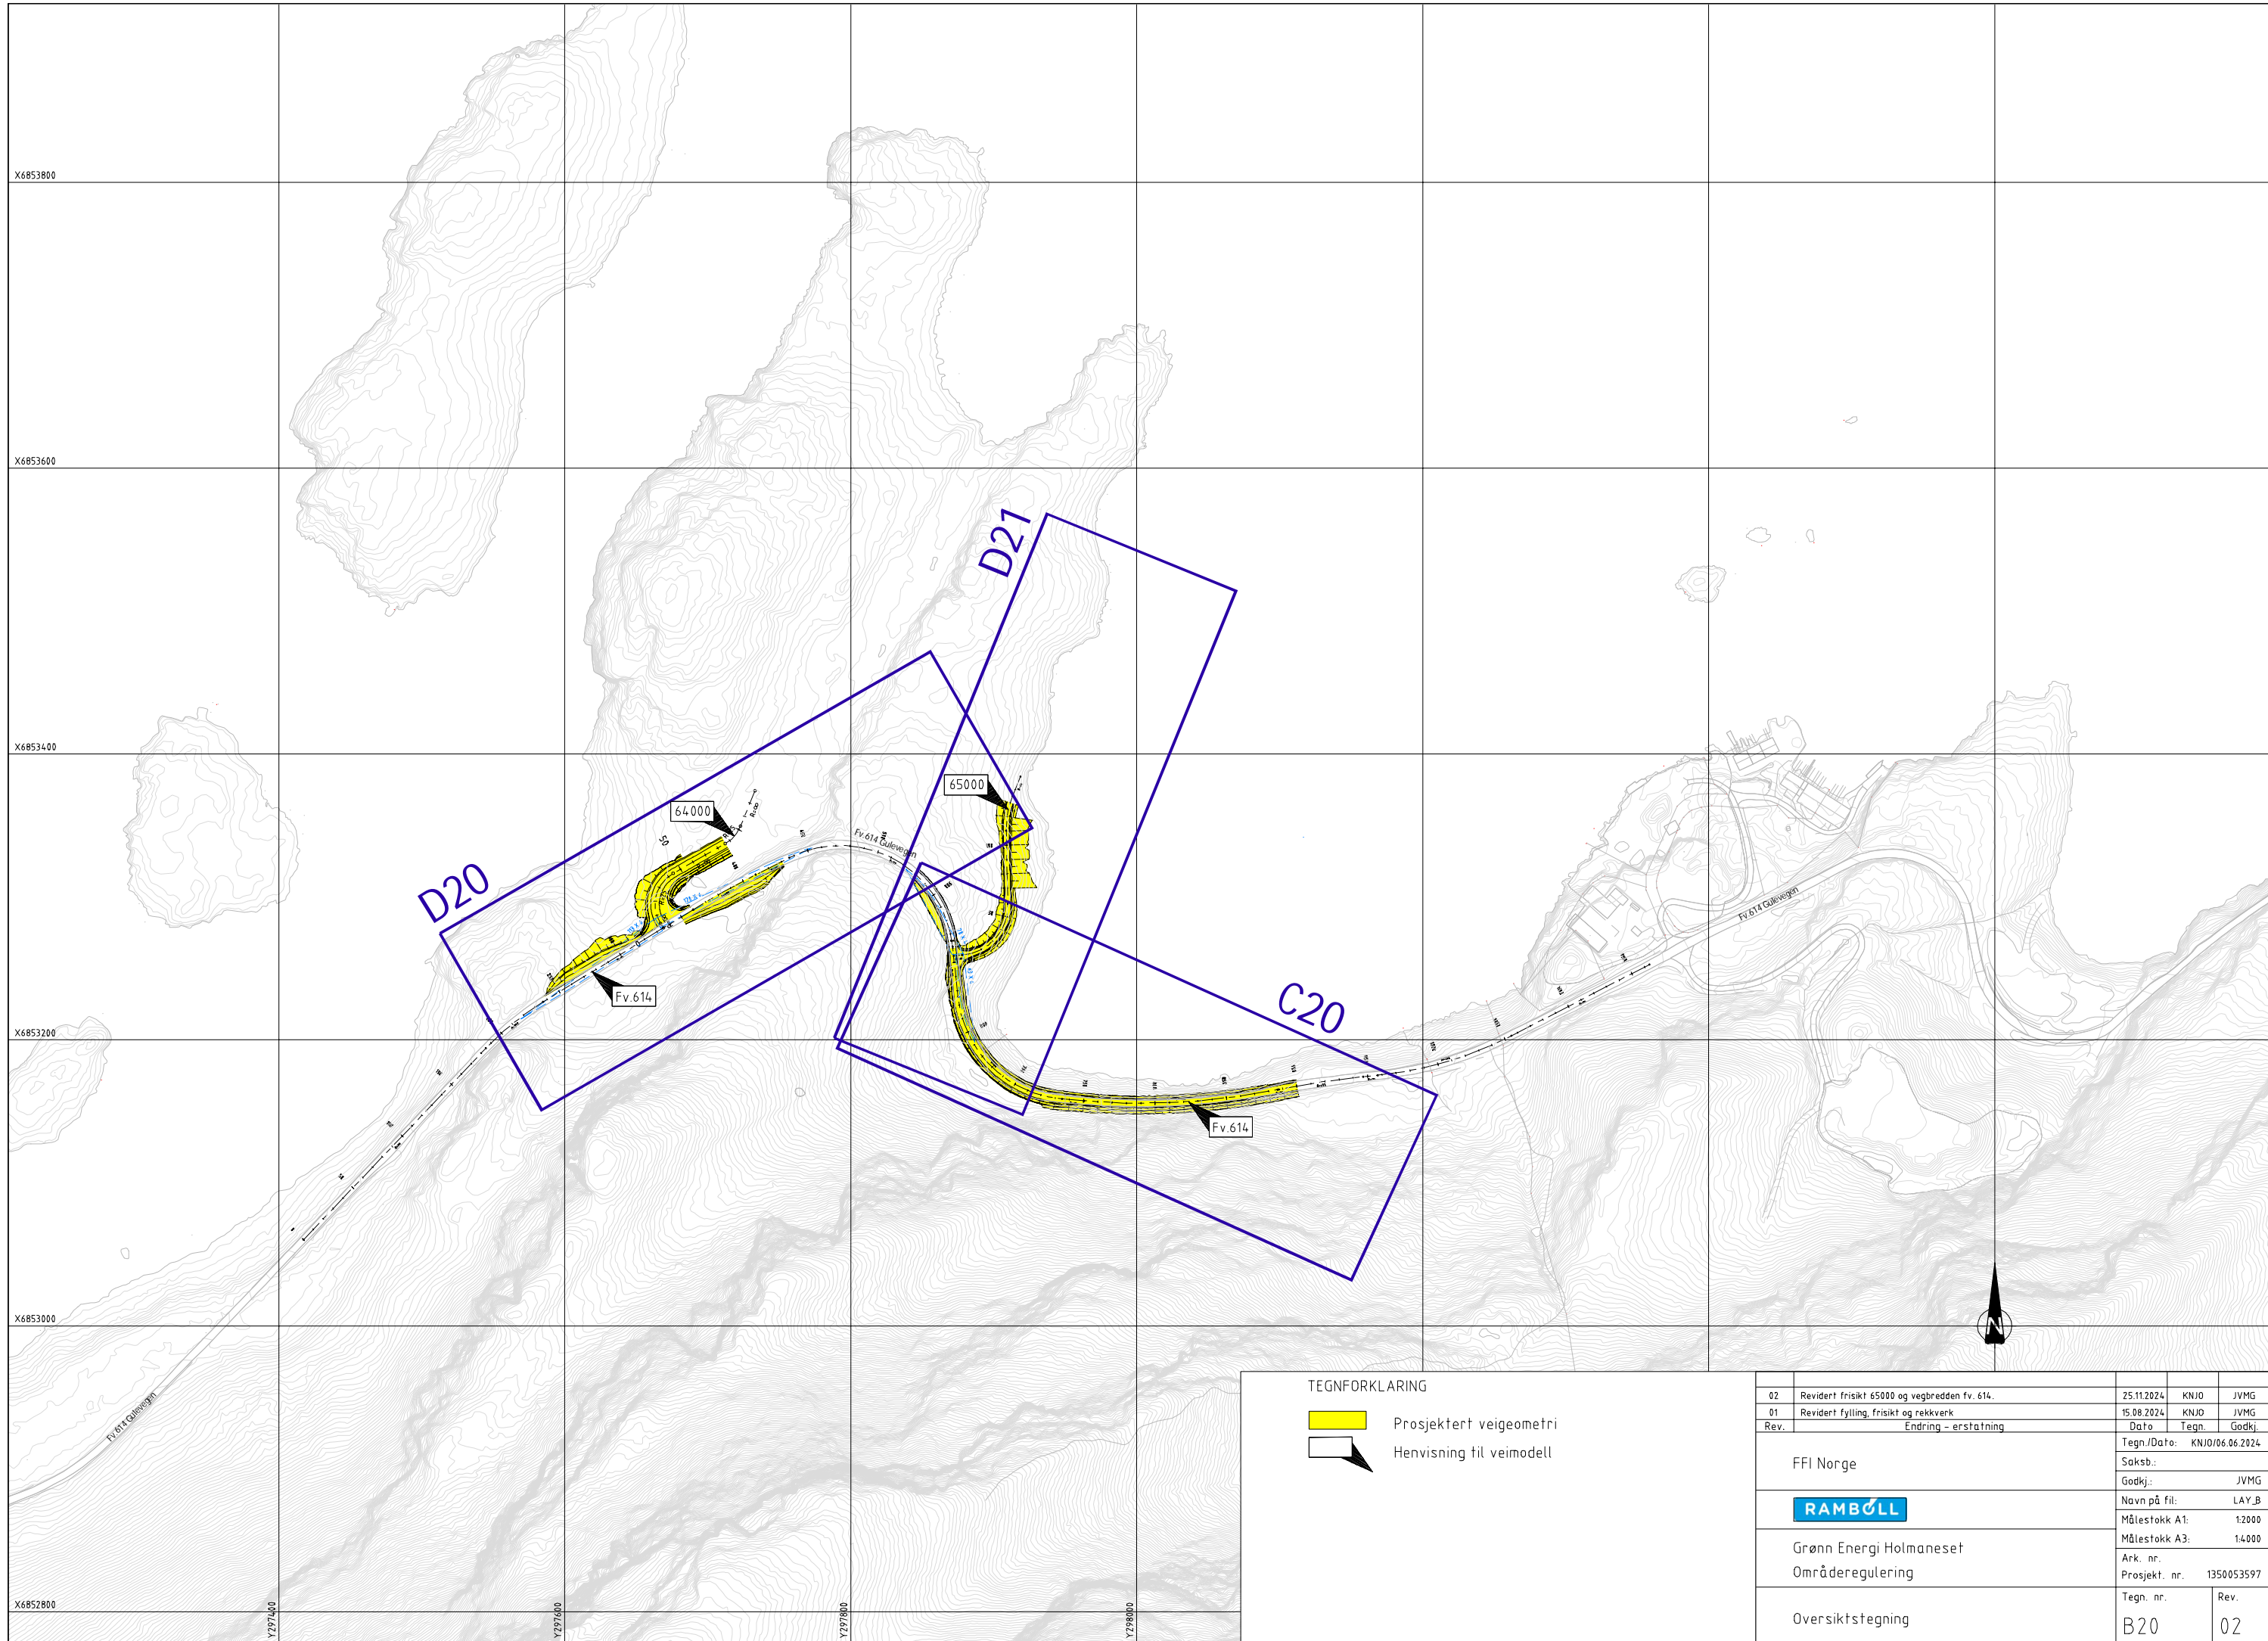 X6853800
X6853600
D21
X6853400
65000
64000
R=100
50
Fv.614 Gulevegen
D20
Fv.614 Gulevegen
Fv.614
C20
X6853200
Fv.614
X6853000
N
Fv.614 Gulevegen
X6852800
Y297400
Y297600
Y297800
Y298000
TEGNFORKLARING
Prosjektert veigeometri
Henvisning til veimodell
02 Revidert frisikt 65000 og vegbredden fv. 614. 25.11.2024 KNJO JVMG
01 Revidert fylling, frisikt og rekkverk 15.08.2024 KNJO JVMG
Rev. Endring - erstatning Dato Tegn. Godkj.
FFI Norge
Tegn./Dato: KNJO/06.06.2024
Saksb.:
Godkj.: JVMG
RAMBOLL
Navn på fil: LAY_B
Målestokk A1: 1:2000
Målestokk A3: 1:4000
Grønn Energi Holmaneset
Områderegulering
Ark. nr.
Prosjekt. nr. 1350053597
Oversiktstegning
Tegn. nr. Rev.
B20 02